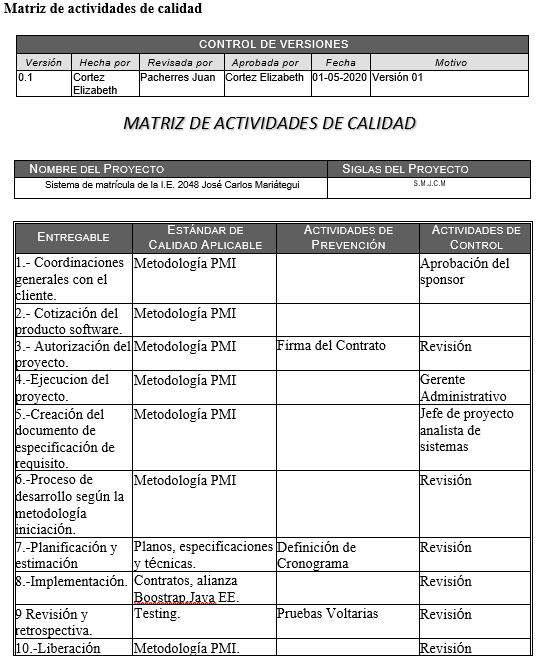 Matriz de actividades de calidad
CONTROL DE VERSIONES
Versión Hecha por Revisada por Aprobada por Fecha Motivo
0.1 Cortez Pacherres Juan Cortez Elizabeth 01-05-2020 Versión 01
Elizabeth
MATRIZ DE ACTIVIDADES DE CALIDAD
NOMBRE DEL PROYECTO SIGLAS DEL PROYECTO
Sistema de matrícula de la I.E. 2048 José Carlos Mariátegui S.M.J.C.M
ENTREGABLE ESTÁNDAR DE ACTIVIDADES DE ACTIVIDADES DE
CALIDAD APLICABLE PREVENCIÓN CONTROL
1.- Coordinaciones Metodología PMI Aprobación del
generales con el sponsor
cliente.
2.- Cotización del Metodología PMI
producto software.
3.- Autorización del Metodología PMI Firma del Contrato Revisión
proyecto.
4.-Ejecucion del Metodología PMI Gerente
proyecto. Administrativo
5.-Creación del Metodología PMI Jefe de proyecto
documento de analista de
especificación de sistemas
requisito.
6.-Proceso de Metodología PMI Revisión
desarrollo según la
metodología
iniciación.
7.-Planificación y Planos, especificaciones Definición de Revisión
estimación y técnicas. Cronograma
8.-Implementación. Contratos, alianza Revisión
Boostrap,Java EE.
9 Revisión y Testing. Pruebas Voltarias Revisión
retrospectiva.
10.-Liberación Metodología PMI. Revisión